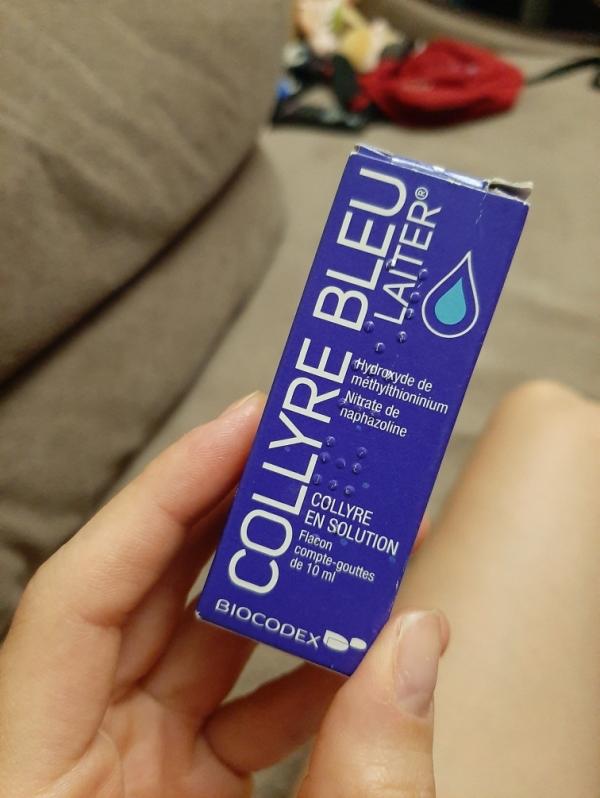 COLLYRE BLEU
LAITER®
Hydroxyde de
méthylthioninium
Nitrate de
naphazoline
COLLYRE
EN SOLUTION
Flacon
compte-gouttes
de 10 ml
BIOCODEX